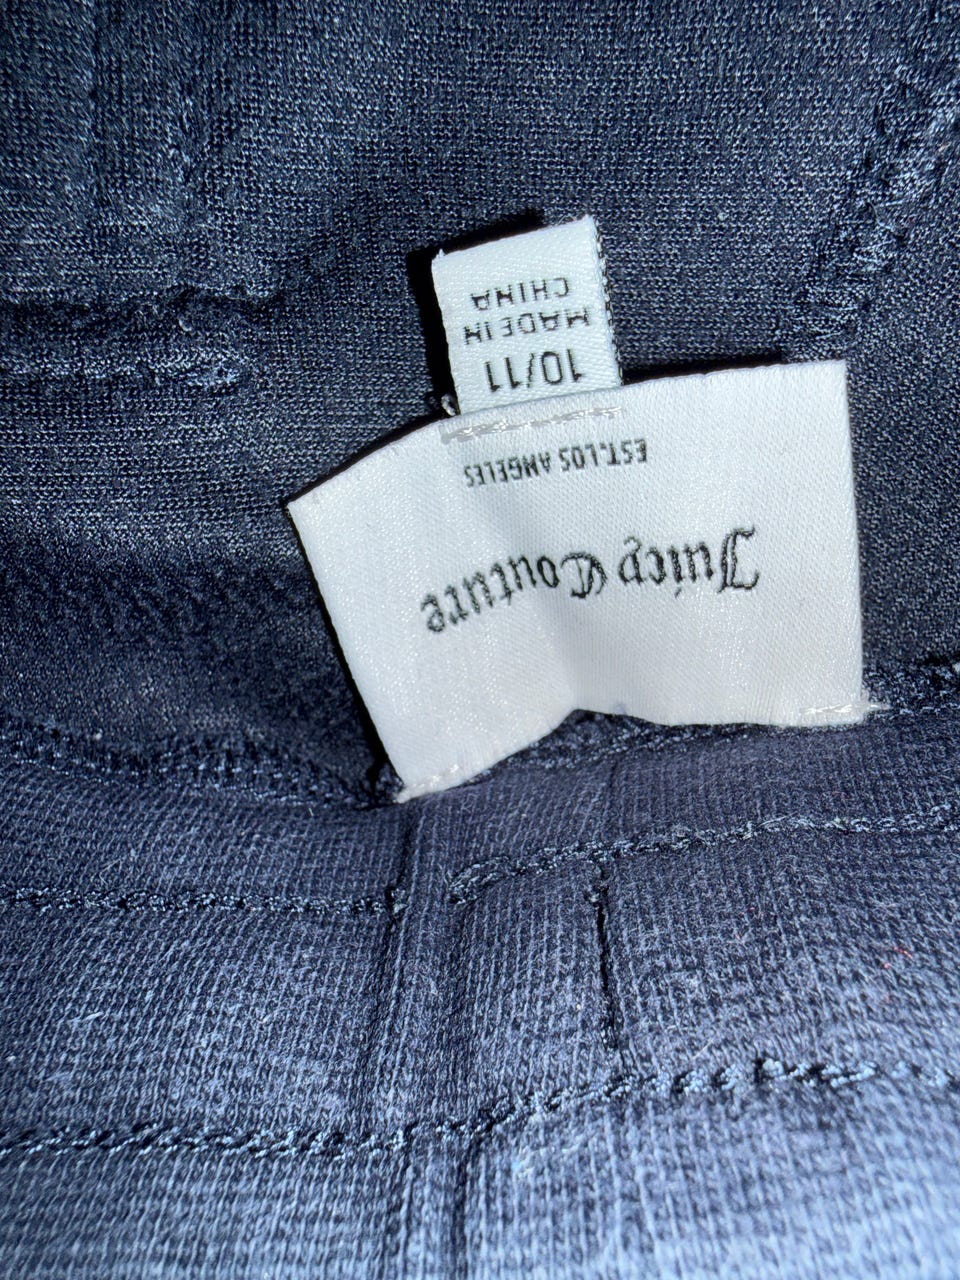 Juicy Couture
EST. LOS ANGELES
10/11
MADE IN
CHINA